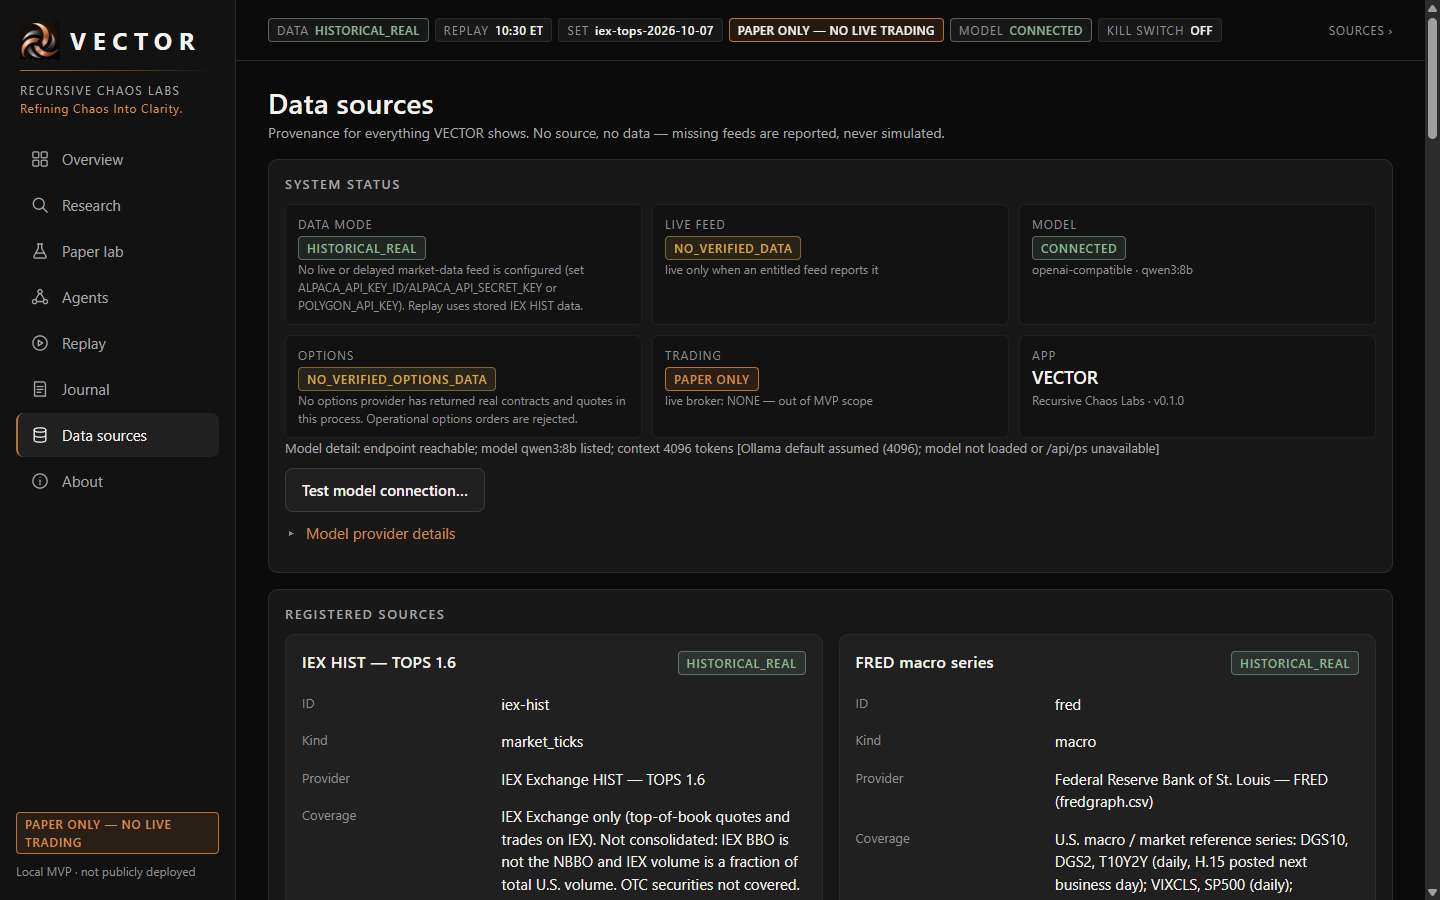 VECTOR
RECURSIVE CHAOS LABS
Refining Chaos Into Clarity.
Overview
Research
Paper lab
Agents
Replay
Journal
Data sources
About
PAPER ONLY — NO LIVE
TRADING
Local MVP · not publicly deployed
DATA HISTORICAL_REAL
REPLAY 10:30 ET
SET iex-tops-2026-10-07
PAPER ONLY — NO LIVE TRADING
MODEL CONNECTED
KILL SWITCH OFF
SOURCES ›
Data sources
Provenance for everything VECTOR shows. No source, no data — missing feeds are reported, never simulated.
SYSTEM STATUS
DATA MODE
HISTORICAL_REAL
No live or delayed market-data feed is configured (set
ALPACA_API_KEY_ID/ALPACA_API_SECRET_KEY or
POLYGON_API_KEY). Replay uses stored IEX HIST data.
LIVE FEED
NO_VERIFIED_DATA
live only when an entitled feed reports it
MODEL
CONNECTED
openai-compatible · qwen3:8b
OPTIONS
NO_VERIFIED_OPTIONS_DATA
No options provider has returned real contracts and quotes in
this process. Operational options orders are rejected.
TRADING
PAPER ONLY
live broker: NONE — out of MVP scope
APP
VECTOR
Recursive Chaos Labs · v0.1.0
Model detail: endpoint reachable; model qwen3:8b listed; context 4096 tokens [Ollama default assumed (4096); model not loaded or /api/ps unavailable]
Test model connection...
▸ Model provider details
REGISTERED SOURCES
IEX HIST — TOPS 1.6
HISTORICAL_REAL
ID
iex-hist
Kind
market_ticks
Provider
IEX Exchange HIST — TOPS 1.6
Coverage
IEX Exchange only (top-of-book quotes and
trades on IEX). Not consolidated: IEX BBO is
not the NBBO and IEX volume is a fraction of
total U.S. volume. OTC securities not covered.
FRED macro series
HISTORICAL_REAL
ID
fred
Kind
macro
Provider
Federal Reserve Bank of St. Louis — FRED
(fredgraph.csv)
Coverage
U.S. macro / market reference series: DGS10,
DGS2, T10Y2Y (daily, H.15 posted next
business day); VIXCLS, SP500 (daily);